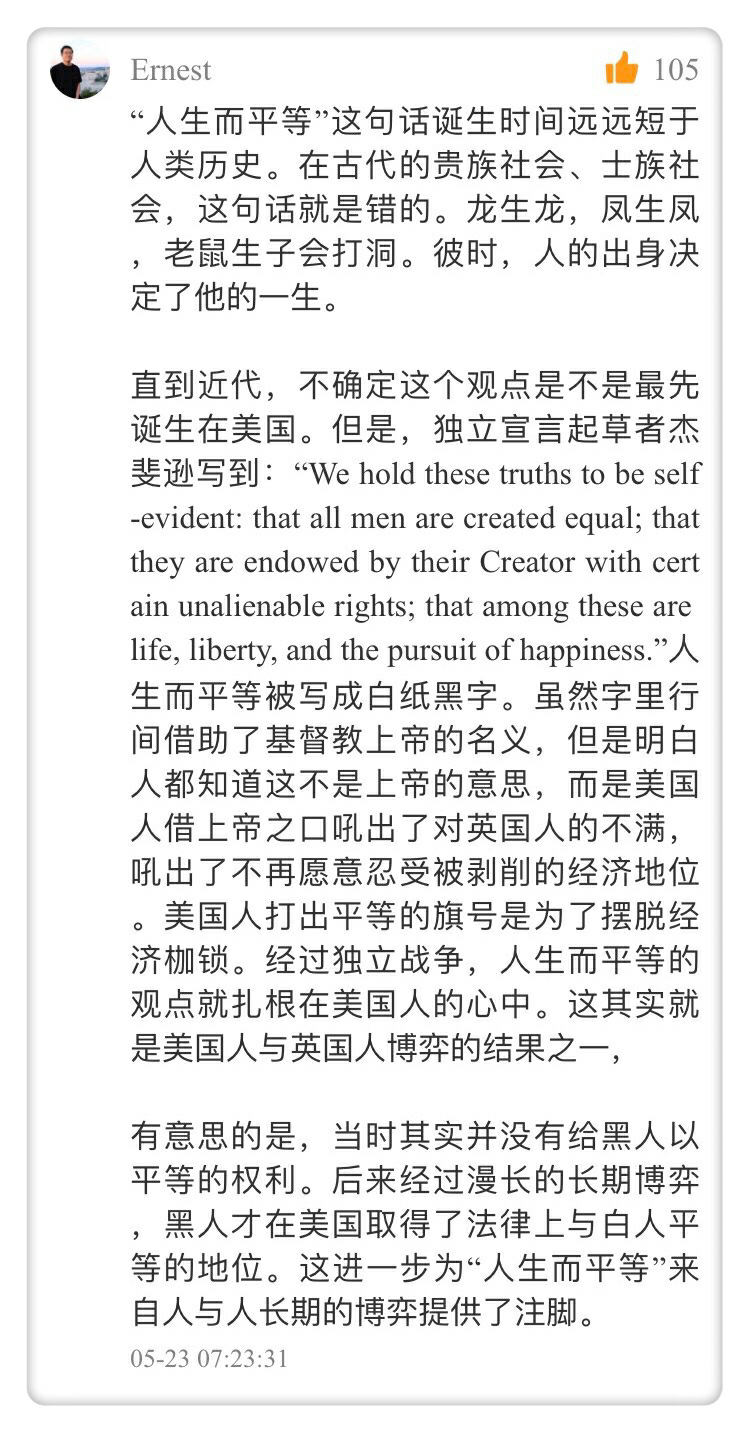 Ernest
105
“人生而平等”这句话诞生时间远远短于
人类历史。在古代的贵族社会、士族社
会，这句话就是错的。龙生龙，凤生凤
，老鼠生子会打洞。彼时，人的出身决
定了他的一生。
直到近代，不确定这个观点是不是最先
诞生在美国。但是，独立宣言起草者杰
斐逊写到：“We hold these truths to be self
-evident: that all men are created equal; that
they are endowed by their Creator with cert
ain unalienable rights; that among these are
life, liberty, and the pursuit of happiness.”人
生而平等被写成白纸黑字。虽然字里行
间借助了基督教上帝的名义，但是明白
人都知道这不是上帝的意思，而是美国
人借上帝之口吼出了对英国人的不满，
吼出了不再愿意忍受被剥削的经济地位
。美国人打出平等的旗号是为了摆脱经
济枷锁。经过独立战争，人生而平等的
观点就扎根在美国人的心中。这其实就
是美国人与英国人博弈的结果之一，
有意思的是，当时其实并没有给黑人以
平等的权利。后来经过漫长的长期博弈
，黑人才在美国取得了法律上与白人平
等的地位。这进一步为“人生而平等”来
自人与人长期的博弈提供了注脚。
05-23 07:23:31